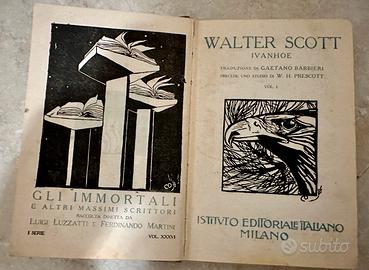 GLI IMMORTALI
E ALTRI MASSIMI SCRITTORI
RACCOLTA DIRETTA DA
LUIGI LUZZATTI E FERDINANDO MARTINI
I SERIE VOL. XXXVI
WALTER SCOTT
IVANHOE
TRADUZIONE DI GAETANO BARBIERI
PRECEDE UNO STUDIO DI W. H. PRESCOTT
VOL. I
ISTITUTO EDITORIALE ITALIANO
MILANO
subito